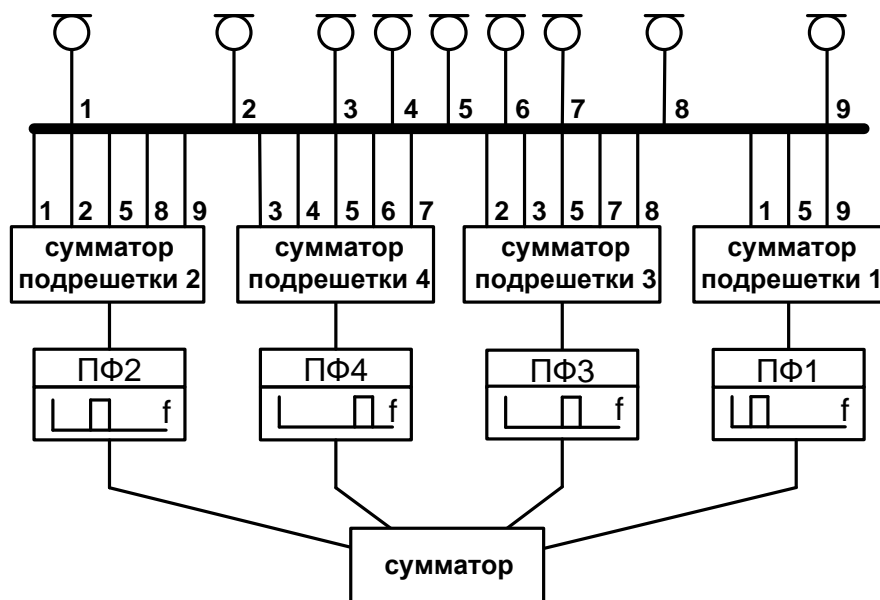 1 2 3 4 5 6 7 8 9
1 2 5 8 9 3 4 5 6 7 2 3 5 7 8 1 5 9
сумматор сумматор сумматор сумматор
подрешетки 2 подрешетки 4 подрешетки 3 подрешетки 1
ПФ2 ПФ4 ПФ3 ПФ1
f f f f
сумматор